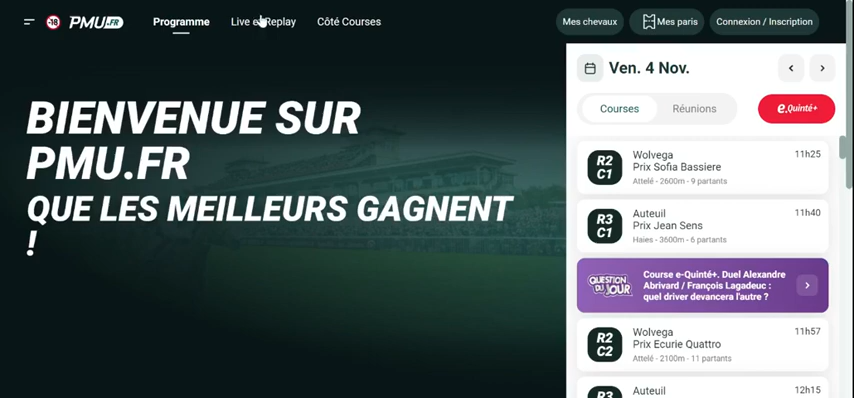 -18 PMU.FR Programme Live et Replay Côté Courses Mes chevaux Mes paris Connexion / Inscription
BIENVENUE SUR
PMU.FR
QUE LES MEILLEURS GAGNENT
!
Ven. 4 Nov.
Courses Réunions e.Quinté+
R2
C1
Wolvega 11h25
Prix Sofia Bassiere
Attelé - 2600m - 9 partants
R3
C1
Auteuil 11h40
Prix Jean Sens
Haies - 3600m - 6 partants
QUESTION
DU JOUR
Course e-Quinté+. Duel Alexandre
Abrivard / François Lagadeuc :
quel driver devancera l'autre ?
R2
C2
Wolvega 11h57
Prix Ecurie Quattro
Attelé - 2100m - 11 partants
R3
Auteuil 12h15